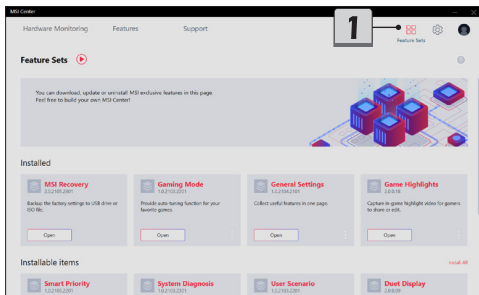 MSI Center
Hardware Monitoring Features Support
1
Feature Sets
Feature Sets
You can download, update or uninstall MSI exclusive features in this page.
Feel free to build your own MSI Center!
Installed
MSI Recovery Gaming Mode General Settings Game Highlights
Backup the factory settings to USB drive or Provide auto-tuning function for your Collect useful features in one page. Capture in-game highlight video for gamers
ISO file. favorite games. to share or edit.
Open Open Open Open
Installable items Install All
Smart Priority System Diagnosis User Scenario Duet Display